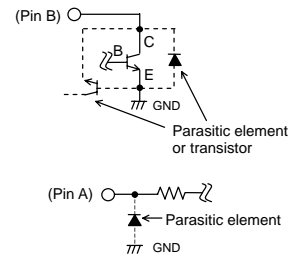 (Pin B)
C
B
E
GND
Parasitic element
or transistor
(Pin A)
Parasitic element
GND